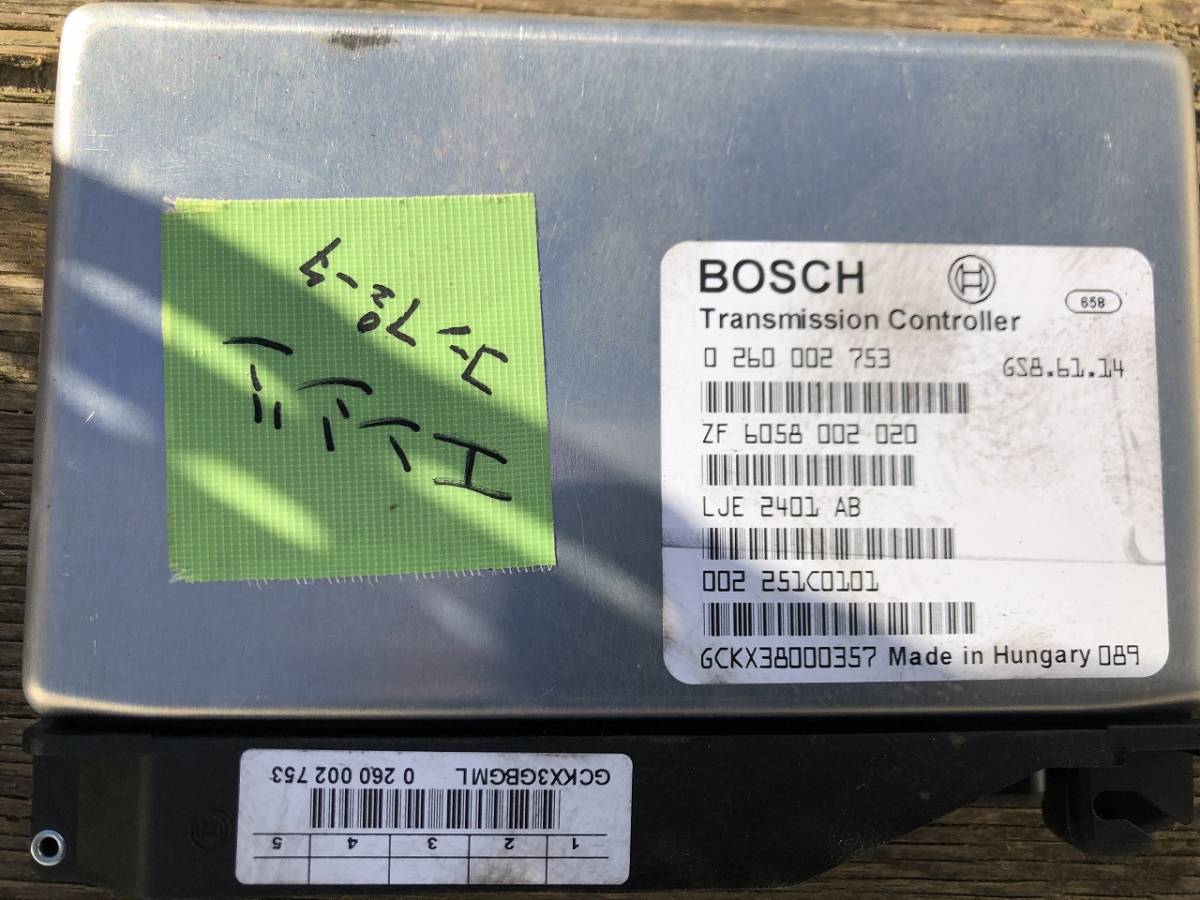 BOSCH
658
Transmission Controller
0 260 002 753
GS8.61.14
ZF 6058 002 020
LJE 2401 AB
002 251C0101
GCKX38000357 Made in Hungary 089
GCKX3GBGML 0 260 002 753
1 2 3 4 5